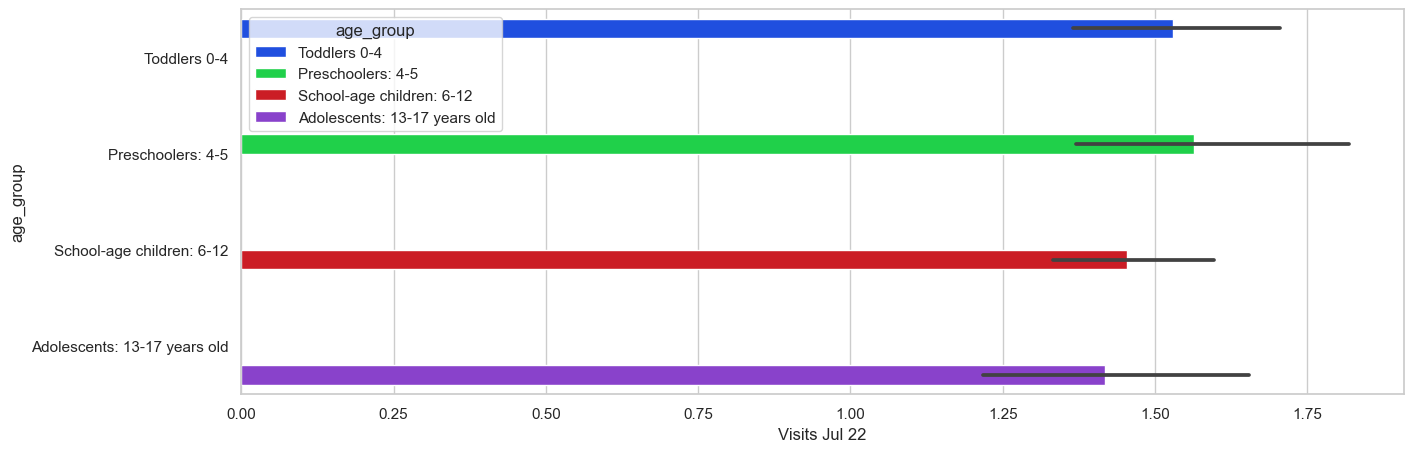 age_group
Toddlers 0-4
Preschoolers: 4-5
School-age children: 6-12
Adolescents: 13-17 years old
age_group
Toddlers 0-4
Preschoolers: 4-5
School-age children: 6-12
Adolescents: 13-17 years old
0.00 0.25 0.50 0.75 1.00 1.25 1.50 1.75
Visits Jul 22